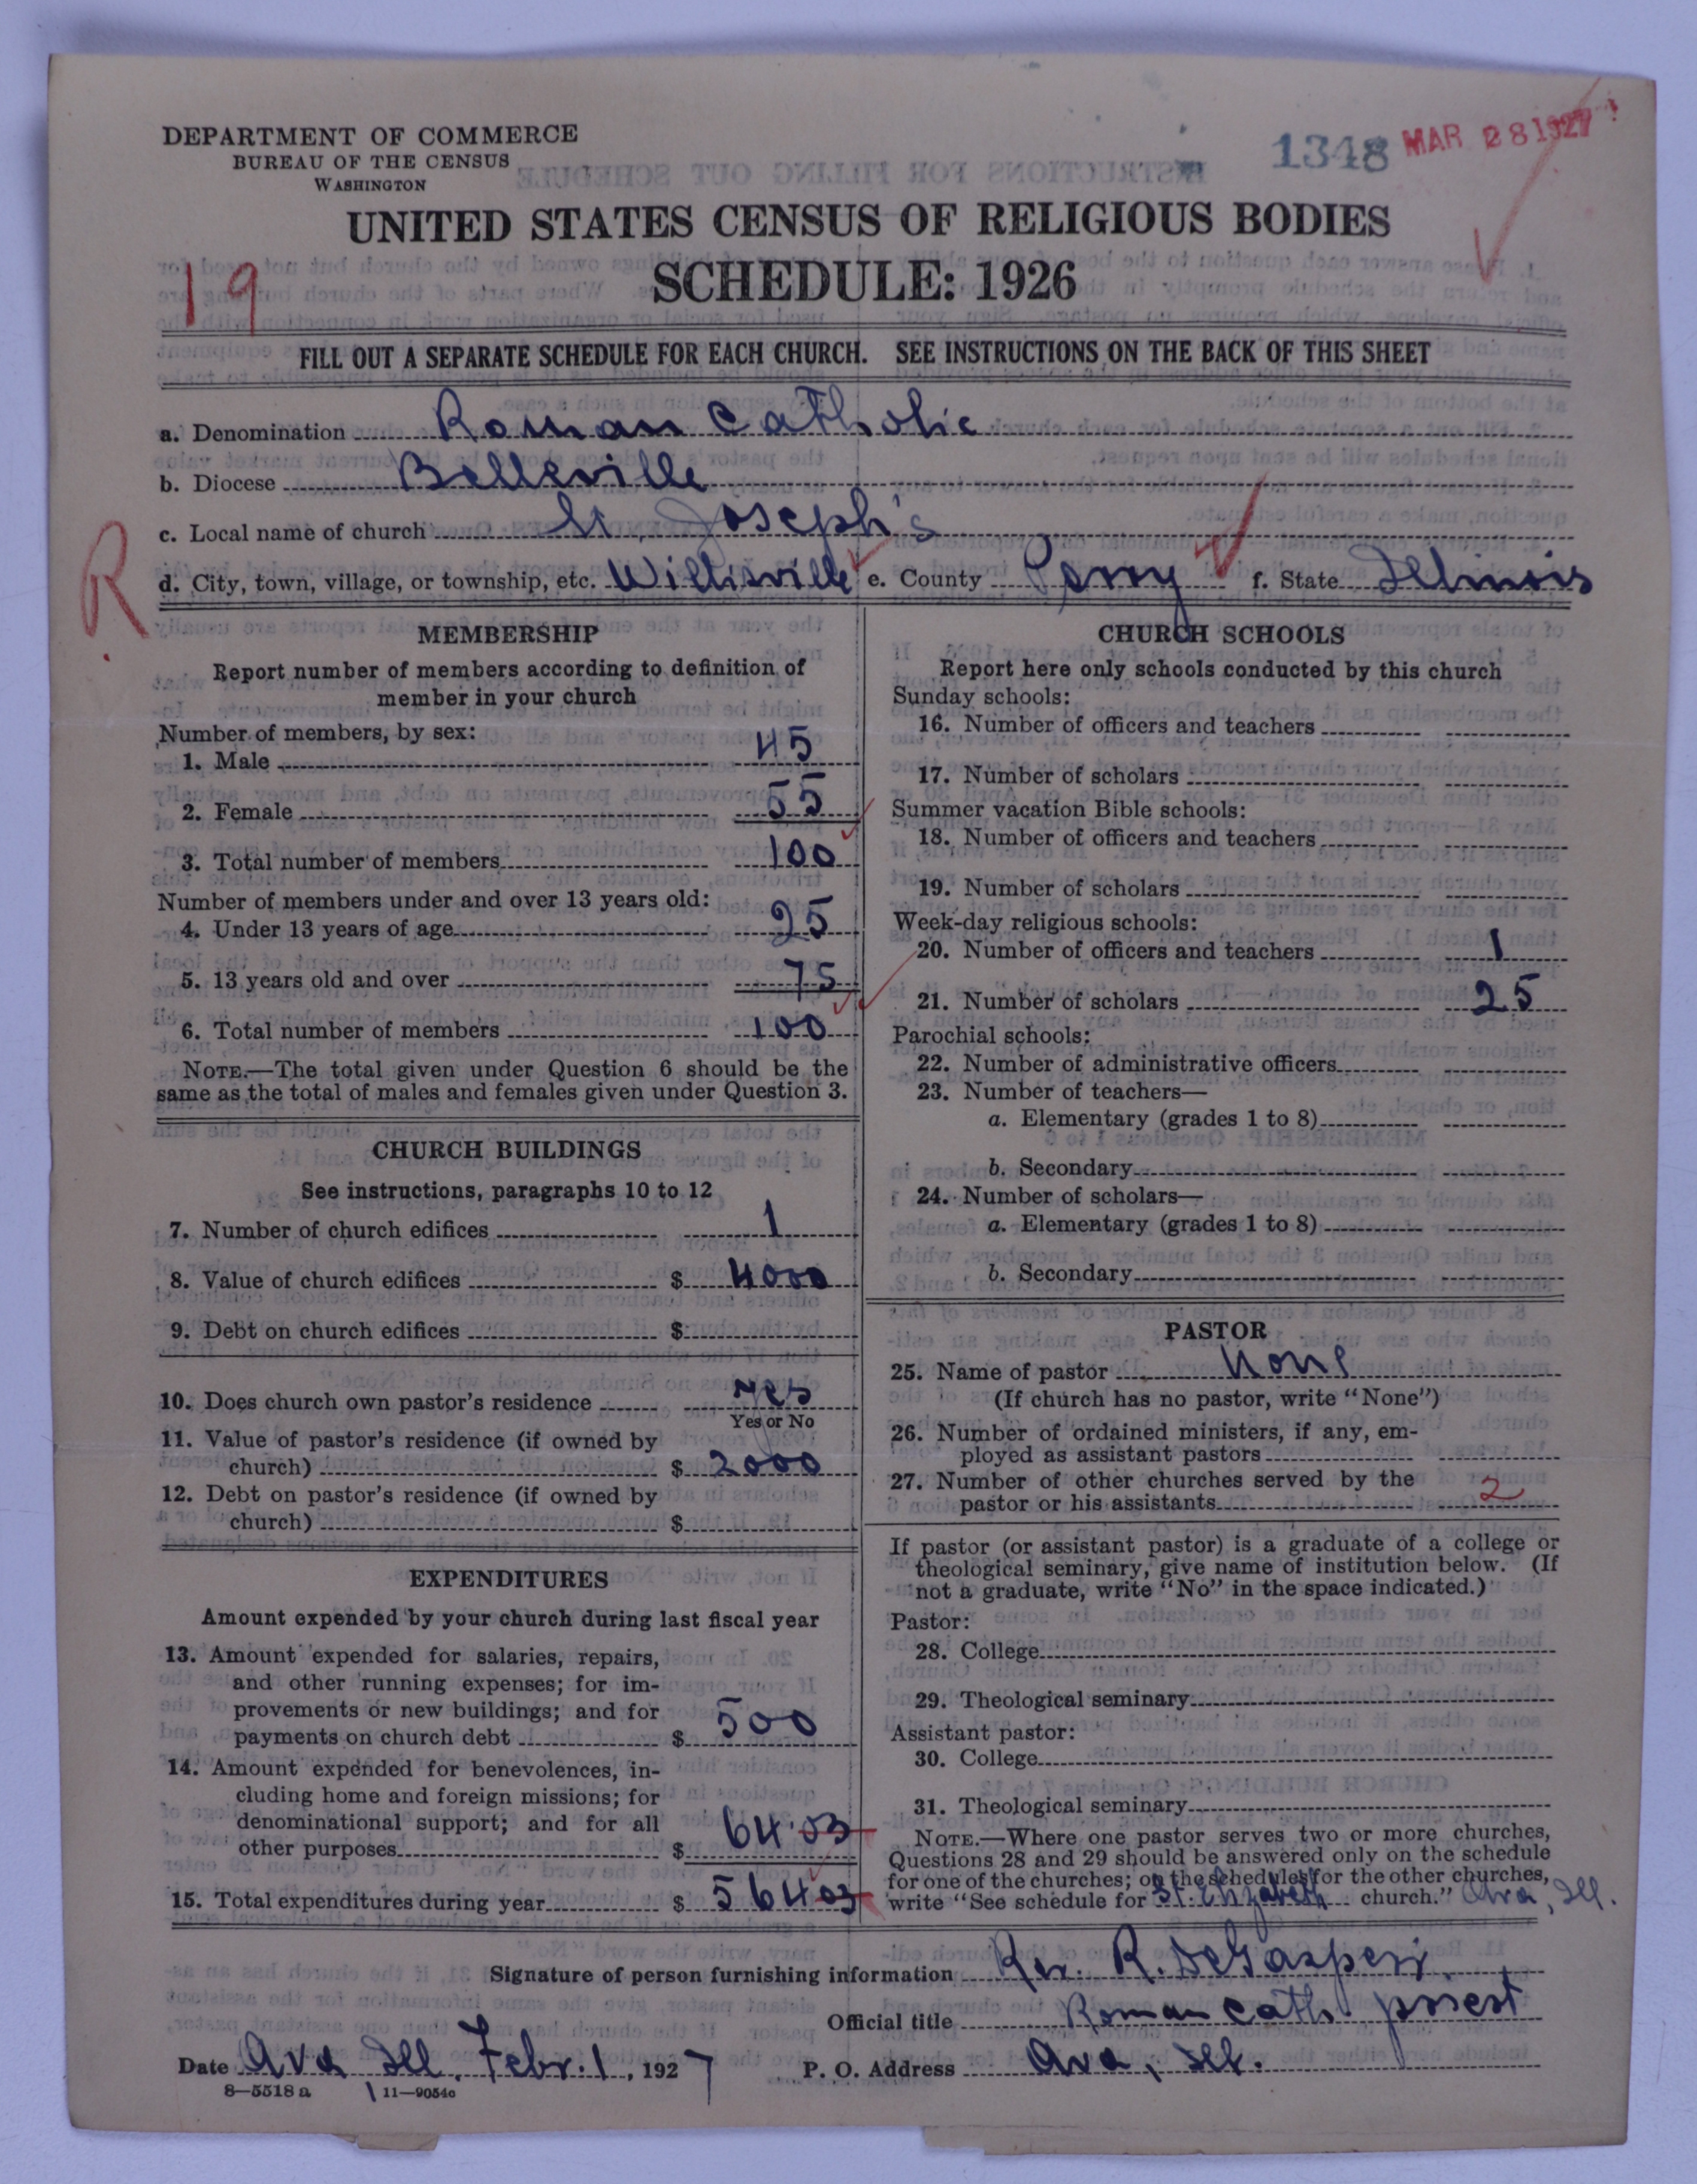 DEPARTMENT OF COMMERCE
BUREAU OF THE CENSUS
WASHINGTON
1348
MAR 28 1927
UNITED STATES CENSUS OF RELIGIOUS BODIES
SCHEDULE: 1926
19
FILL OUT A SEPARATE SCHEDULE FOR EACH CHURCH. SEE INSTRUCTIONS ON THE BACK OF THIS SHEET
a. Denomination Roman Catholic
b. Diocese Belleville
c. Local name of church St. Joseph's
R
d. City, town, village, or township, etc. Willisville e. County Perry f. State Illinois
MEMBERSHIP
Report number of members according to definition of
member in your church
Number of members, by sex:
1. Male 45
2. Female 55
3. Total number of members 100
Number of members under and over 13 years old:
4. Under 13 years of age 25
5. 13 years old and over 75
6. Total number of members 100
NOTE.—The total given under Question 6 should be the
same as the total of males and females given under Question 3.
CHURCH BUILDINGS
See instructions, paragraphs 10 to 12
7. Number of church edifices 1
8. Value of church edifices $ 4000
9. Debt on church edifices $
10. Does church own pastor's residence Yes
Yes or No
11. Value of pastor's residence (if owned by
church) $ 2000
12. Debt on pastor's residence (if owned by
church) $
EXPENDITURES
Amount expended by your church during last fiscal year
13. Amount expended for salaries, repairs,
and other running expenses; for im-
provements or new buildings; and for
payments on church debt $ 500
14. Amount expended for benevolences, in-
cluding home and foreign missions; for
denominational support; and for all
other purposes $ 64.03
15. Total expenditures during year $ 564 03
CHURCH SCHOOLS
Report here only schools conducted by this church
Sunday schools:
16. Number of officers and teachers
17. Number of scholars
Summer vacation Bible schools:
18. Number of officers and teachers
19. Number of scholars
Week-day religious schools:
20. Number of officers and teachers 1
21. Number of scholars 25
Parochial schools:
22. Number of administrative officers
23. Number of teachers—
a. Elementary (grades 1 to 8)
b. Secondary
24. Number of scholars—
a. Elementary (grades 1 to 8)
b. Secondary
PASTOR
25. Name of pastor None
(If church has no pastor, write "None")
26. Number of ordained ministers, if any, em-
ployed as assistant pastors
27. Number of other churches served by the
pastor or his assistants 2
If pastor (or assistant pastor) is a graduate of a college or
theological seminary, give name of institution below. (If
not a graduate, write "No" in the space indicated.)
Pastor:
28. College
29. Theological seminary
Assistant pastor:
30. College
31. Theological seminary
NOTE.—Where one pastor serves two or more churches,
Questions 28 and 29 should be answered only on the schedule
for one of the churches; on the schedules for the other churches,
write "See schedule for St. Elizabeth church." Ava, Ill.
Signature of person furnishing information Rev. R. DeGasperi.
Official title Roman Cath. priest
Date Ava Ill. Febr. 1, 1927 P. O. Address Ava, Ill.
8—5518 a 11—9054c